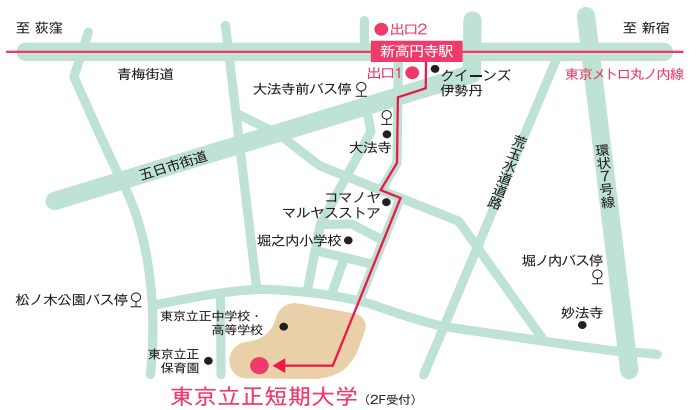 至 荻窪
出口2
至 新宿
新高円寺駅
青梅街道
出口1
クイーンズ
伊勢丹
東京メトロ丸ノ内線
大法寺前バス停
大法寺
五日市街道
荒玉水道道路
環状7号線
コマノヤ
マルヤスストア
堀之内小学校
堀ノ内バス停
松ノ木公園バス停
妙法寺
東京立正中学校・
高等学校
東京立正
保育園
東京立正短期大学（2F受付）